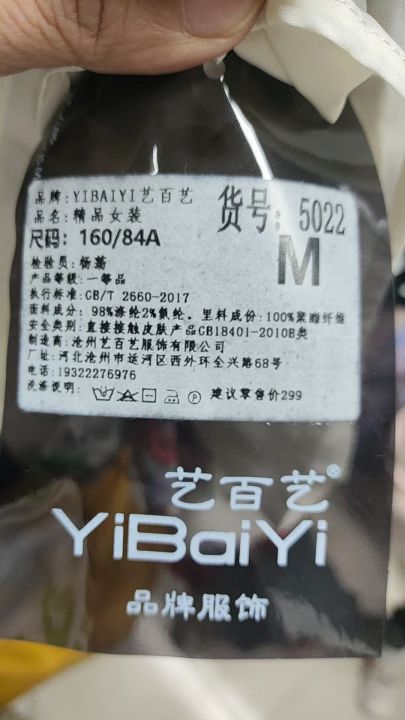 品牌：YIBAIYI艺百艺
品名：精品女装
货号：5022
尺码：160/84A
M
检验员：杨蕩
产品等级：一等品
执行标准：GB/T 2660-2017
面料成分：98%涤纶2%氨纶、里料成份：100%聚酯纤维
安全类别：直接接触皮肤产品GB18401-2010B类
制造商：沧州艺百艺服饰有限公司
厂址：河北沧州市运河区西外环全兴路68号
电话：19322276976
洗涤说明： 建议零售价299
艺百艺®
YiBaiYi
品牌服饰